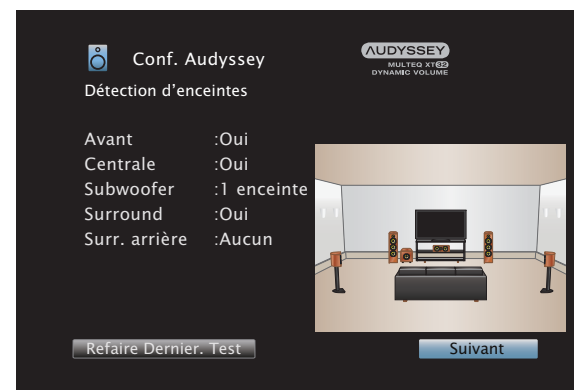 Conf. Audyssey
AUDYSSEY
MULTEQ XT32
DYNAMIC VOLUME
Détection d’enceintes
Avant :Oui
Centrale :Oui
Subwoofer :1 enceinte
Surround :Oui
Surr. arrière :Aucun
Refaire Dernier. Test
Suivant